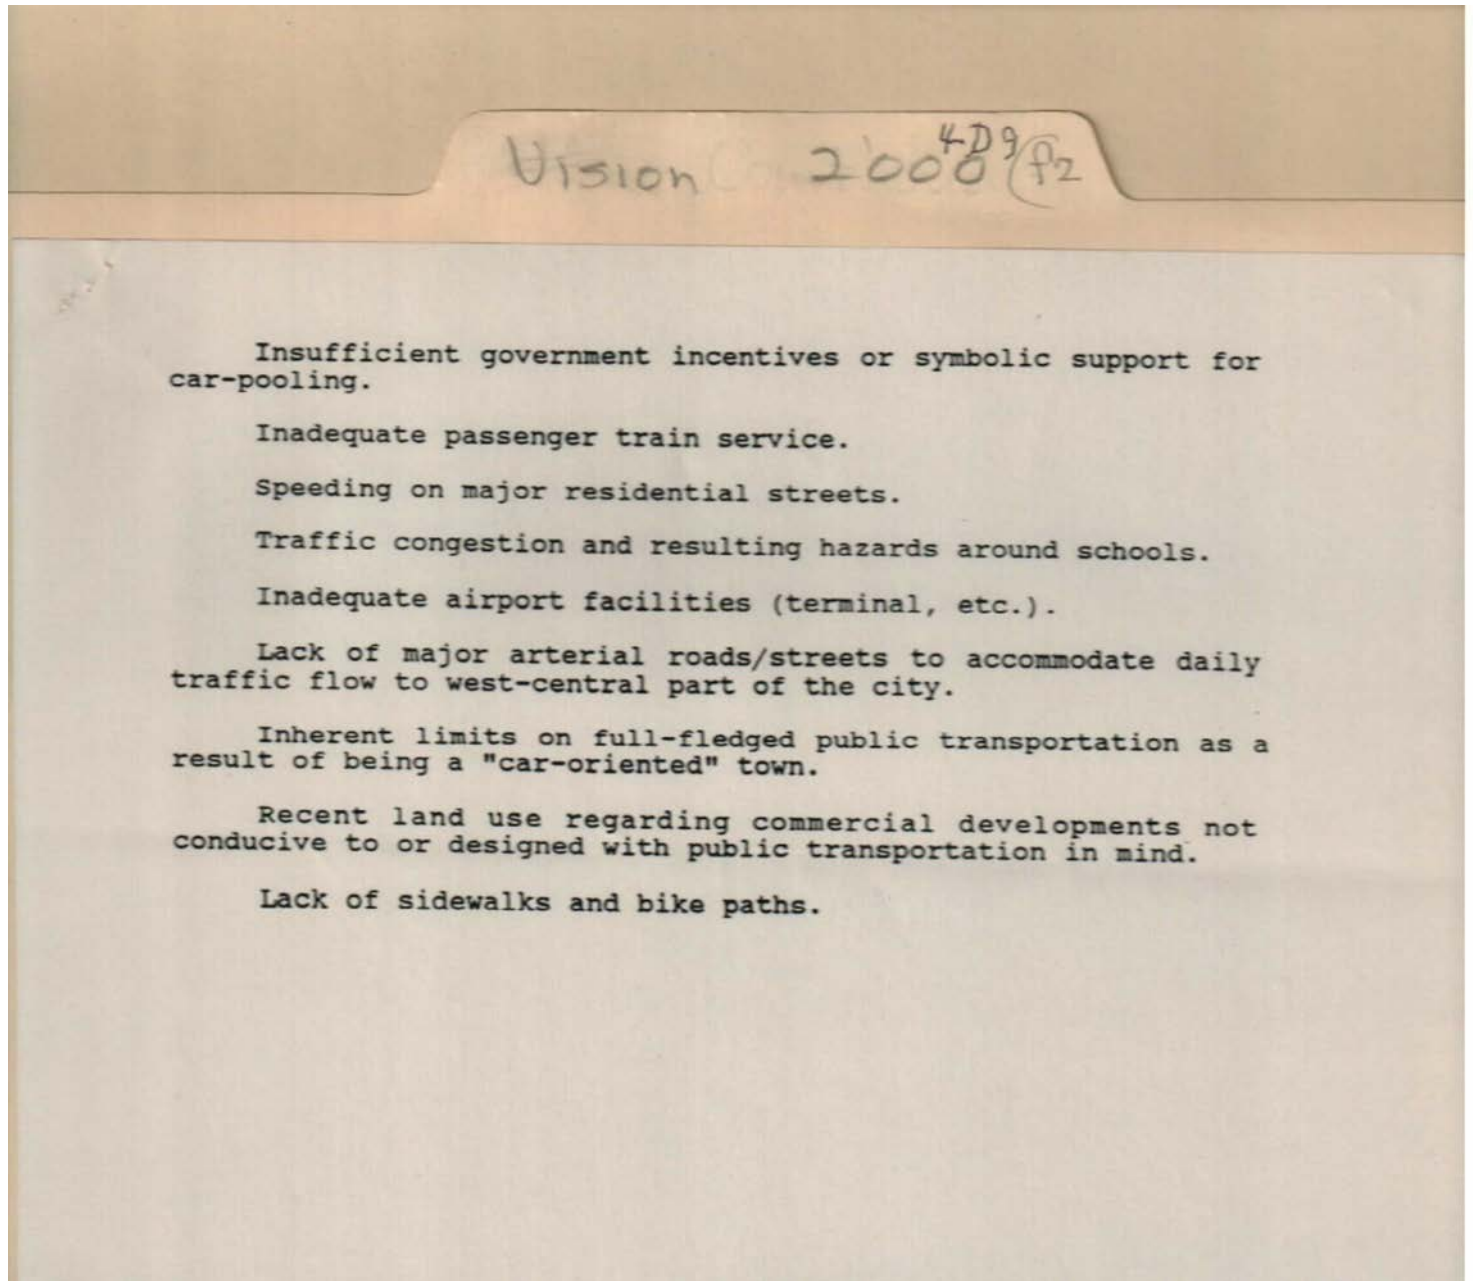 Vision 2000
4-D9
P2
Insufficient government incentives or symbolic support for
car-pooling.
Inadequate passenger train service.
Speeding on major residential streets.
Traffic congestion and resulting hazards around schools.
Inadequate airport facilities (terminal, etc.).
Lack of major arterial roads/streets to accommodate daily
traffic flow to west-central part of the city.
Inherent limits on full-fledged public transportation as a
result of being a "car-oriented" town.
Recent land use regarding commercial developments not
conducive to or designed with public transportation in mind.
Lack of sidewalks and bike paths.